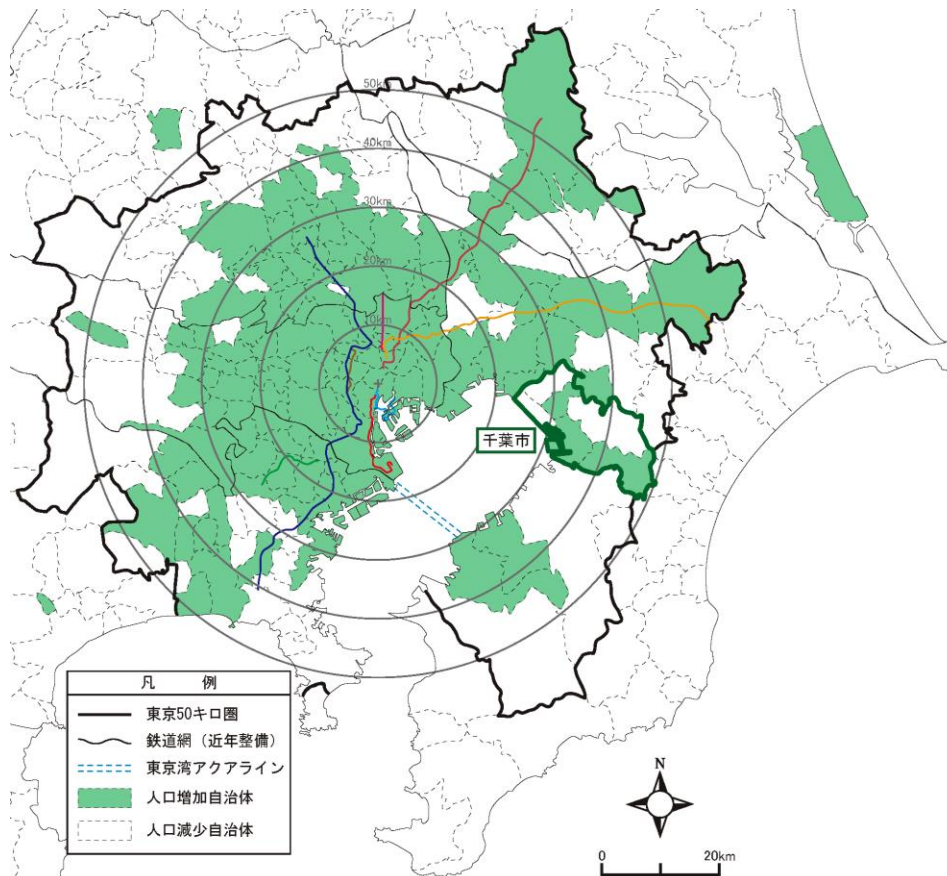 50km
40km
30km
20km
10km
千葉市
凡 例
東京50キロ圏
鉄道網（近年整備）
東京湾アクアライン
人口増加自治体
人口減少自治体
N
0 20km